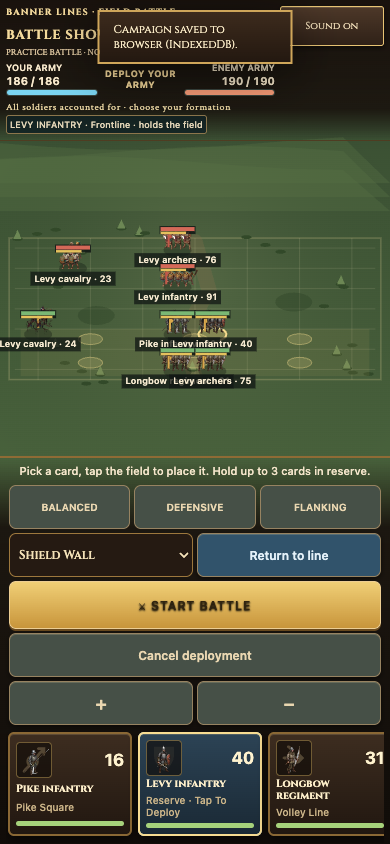 BANNER LINES · FIELD BATTLE
BATTLE SHO
PRACTICE BATTLE · NO
Campaign saved to browser (IndexedDB).
Sound on
YOUR ARMY
186 / 186
DEPLOY YOUR ARMY
ENEMY ARMY
190 / 190
All soldiers accounted for · choose your formation
LEVY INFANTRY · Frontline · holds the field
Levy archers · 76
Levy cavalry · 23
Levy infantry · 91
Levy cavalry · 24
Pike in
Levy infantry · 40
Longbow
Levy archers · 75
Pick a card, tap the field to place it. Hold up to 3 cards in reserve.
BALANCED
DEFENSIVE
FLANKING
Shield Wall
Return to line
⚔ START BATTLE
Cancel deployment
+
−
16
Pike infantry
Pike Square
40
Levy infantry
Reserve · Tap To Deploy
31
Longbow regiment
Volley Line